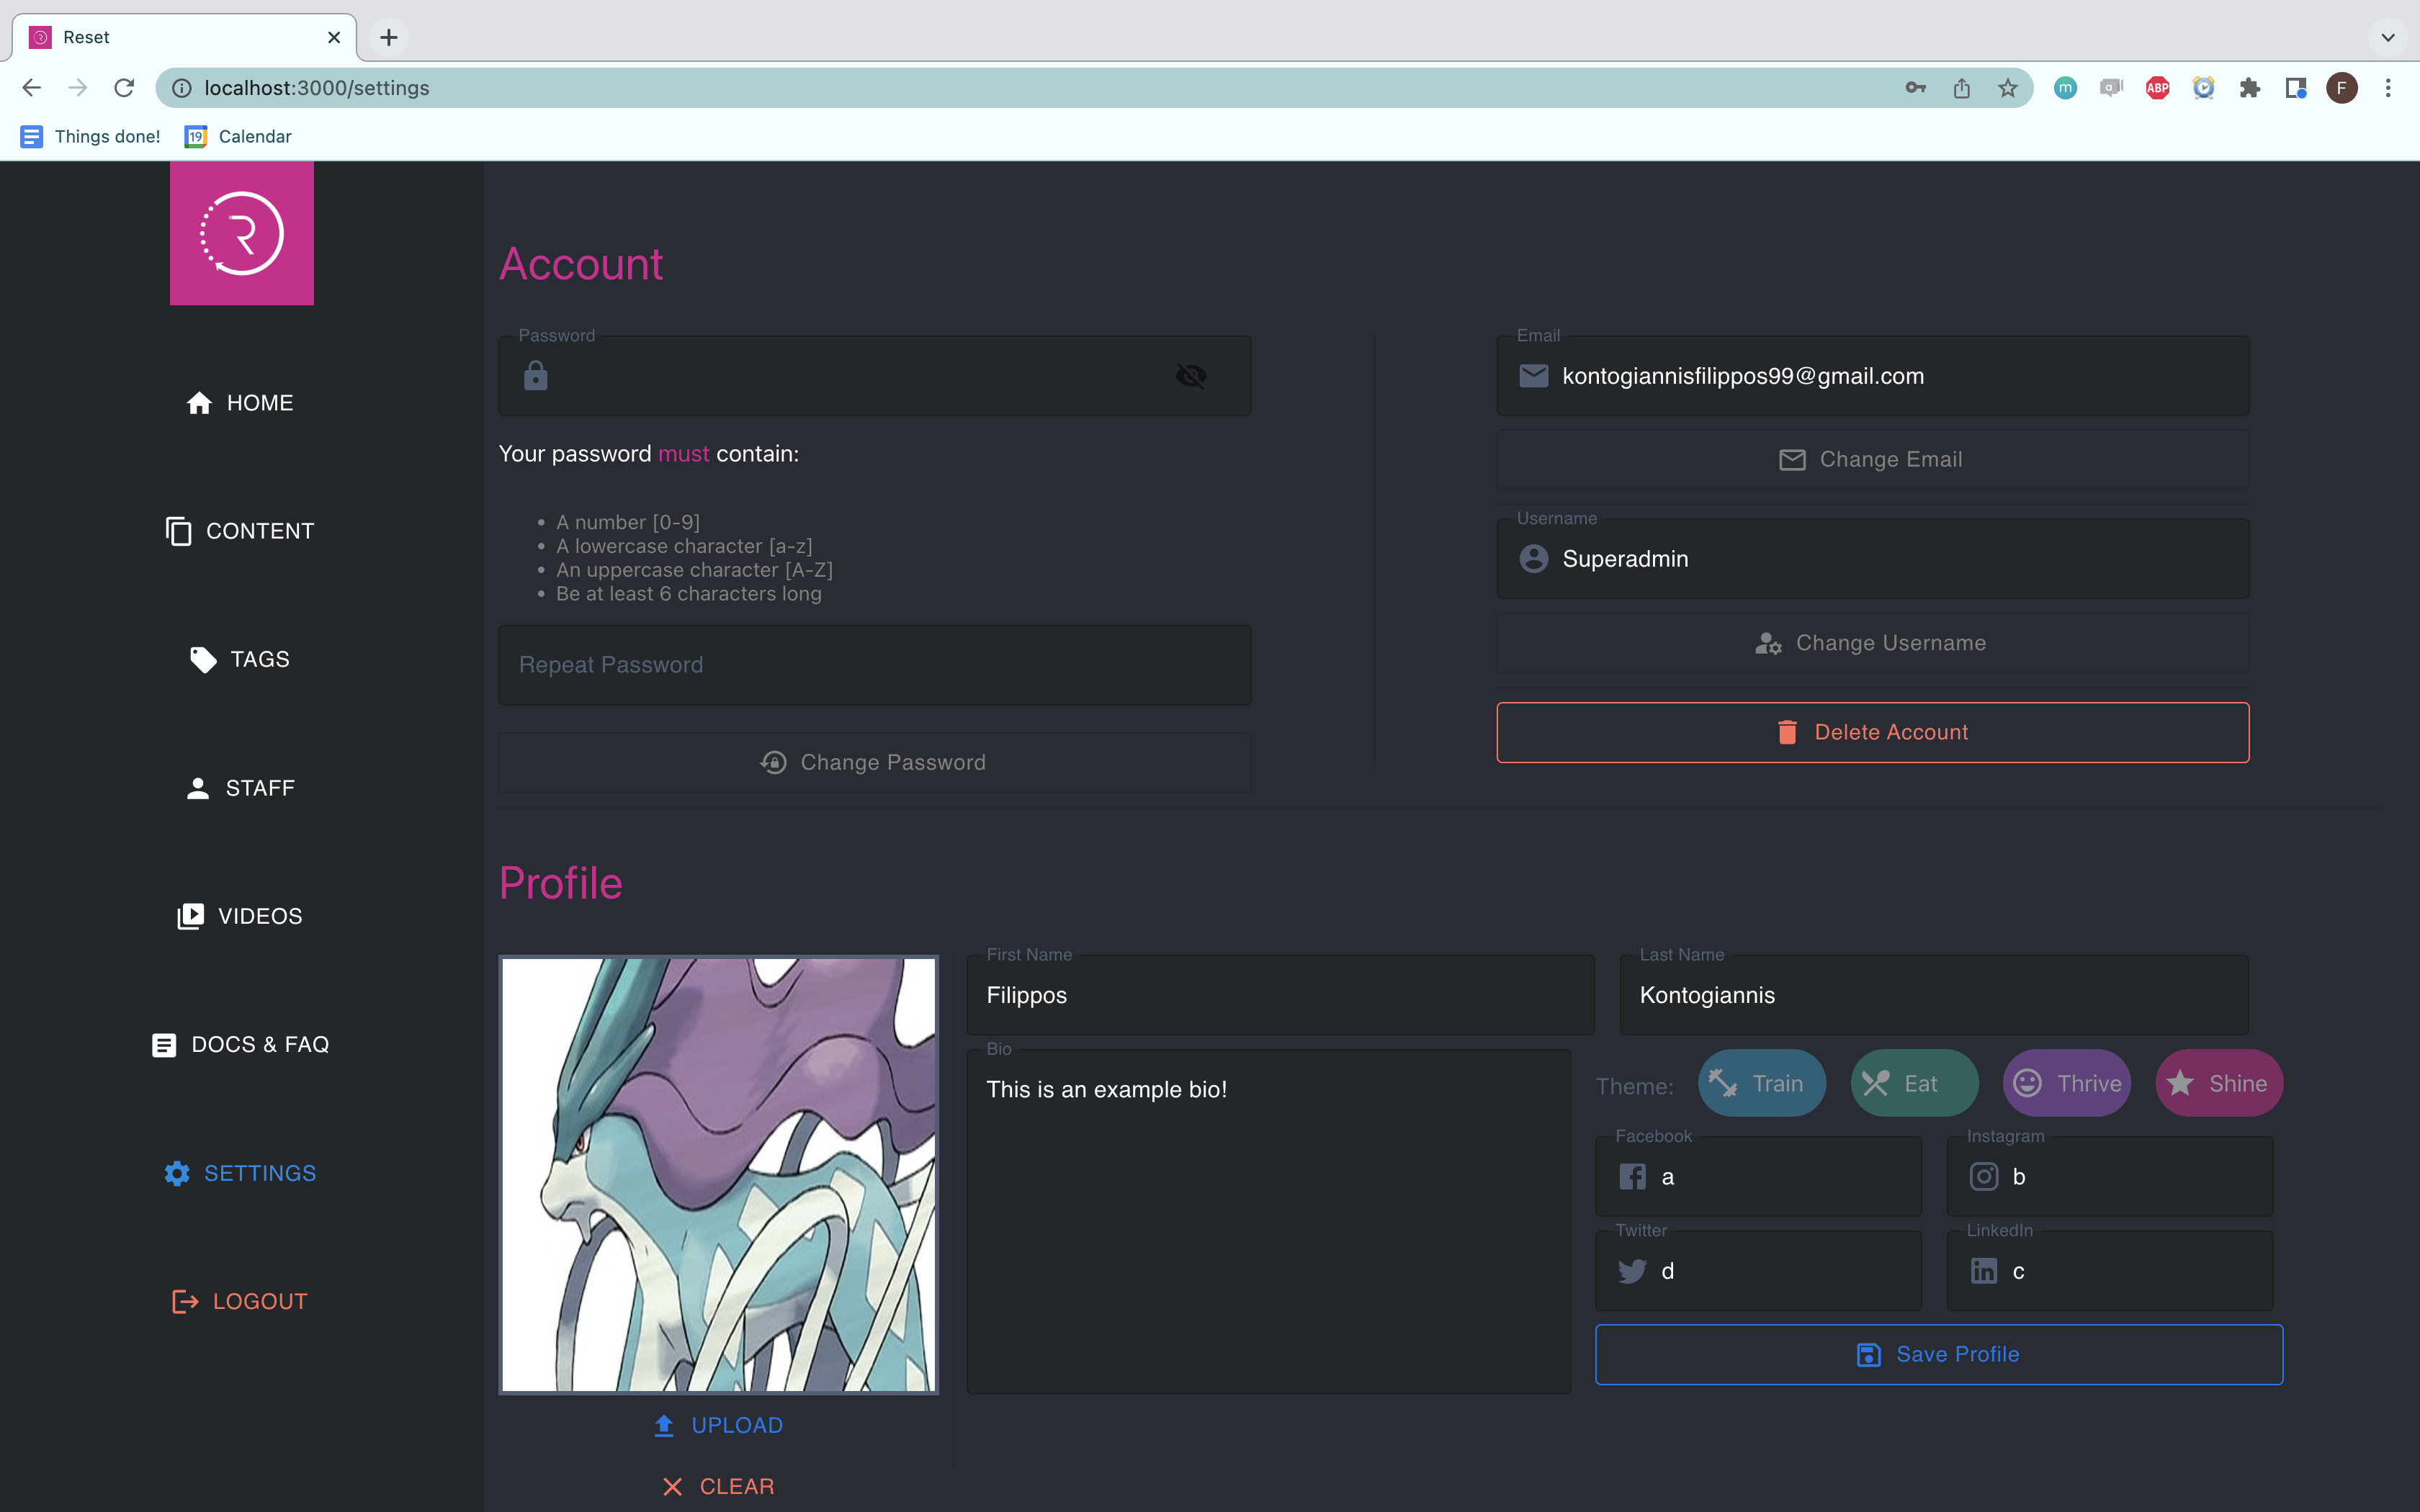 Reset
localhost:3000/settings
ABP
F
Things done!
19
Calendar
R
HOME
CONTENT
TAGS
STAFF
VIDEOS
DOCS & FAQ
SETTINGS
LOGOUT
Account
Password
Your password must contain:
A number [0-9]
A lowercase character [a-z]
An uppercase character [A-Z]
Be at least 6 characters long
Repeat Password
Change Password
Email
kontogiannisfilippos99@gmail.com
Change Email
Username
Superadmin
Change Username
Delete Account
Profile
UPLOAD
CLEAR
First Name
Filippos
Last Name
Kontogiannis
Bio
This is an example bio!
Theme: Train Eat Thrive Shine
Facebook
a
Instagram
b
Twitter
d
LinkedIn
c
Save Profile